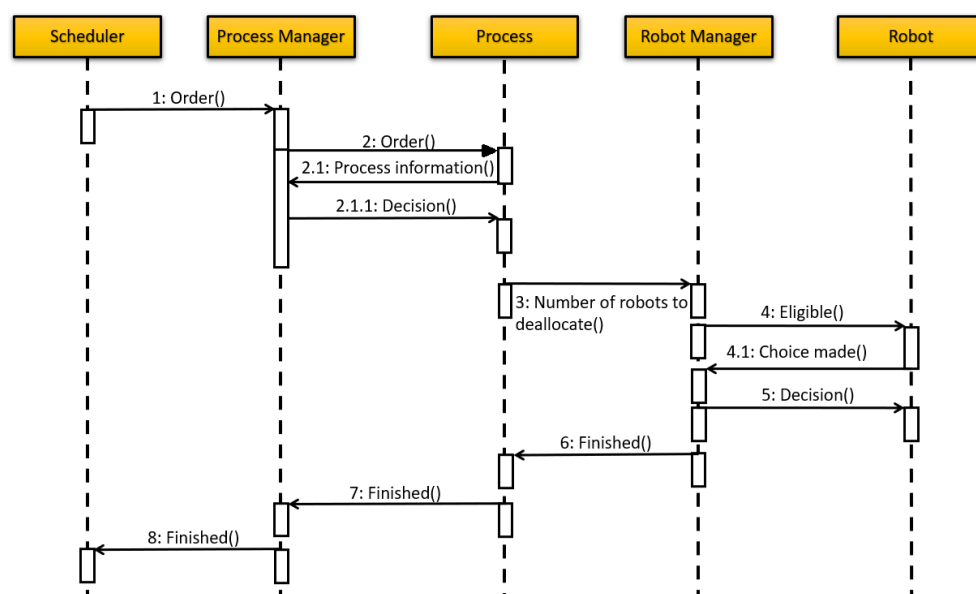 Scheduler
Process Manager
Process
Robot Manager
Robot
1: Order()
2: Order()
2.1: Process information()
2.1.1: Decision()
3: Number of robots to
deallocate()
4: Eligible()
4.1: Choice made()
5: Decision()
6: Finished()
7: Finished()
8: Finished()